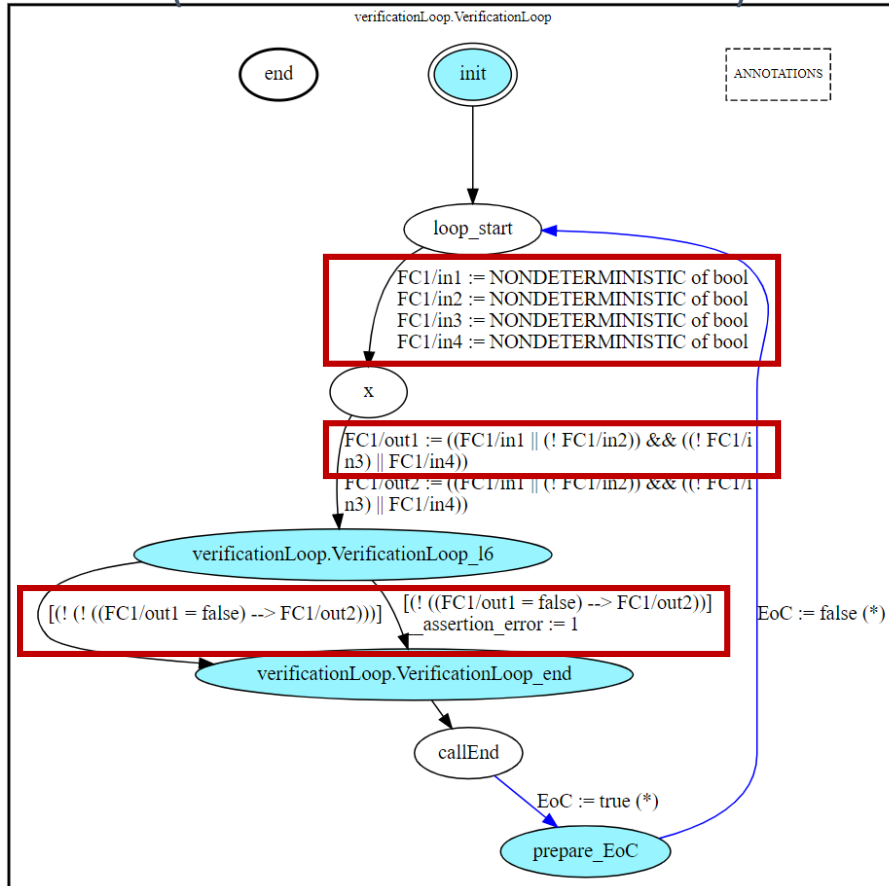 verificationLoop.VerificationLoop
end
init
ANNOTATIONS
loop_start
FC1/in1 := NONDETERMINISTIC of bool
FC1/in2 := NONDETERMINISTIC of bool
FC1/in3 := NONDETERMINISTIC of bool
FC1/in4 := NONDETERMINISTIC of bool
x
FC1/out1 := ((FC1/in1 || (! FC1/in2)) && ((! FC1/i
n3) || FC1/in4))
FC1/out2 := ((FC1/in1 || (! FC1/in2)) && ((! FC1/i
n3) || FC1/in4))
verificationLoop.VerificationLoop_l6
[(! (! ((FC1/out1 = false) --> FC1/out2)))]
[(! ((FC1/out1 = false) --> FC1/out2))]
__assertion_error := 1
EoC := false (*)
verificationLoop.VerificationLoop_end
callEnd
EoC := true (*)
prepare_EoC